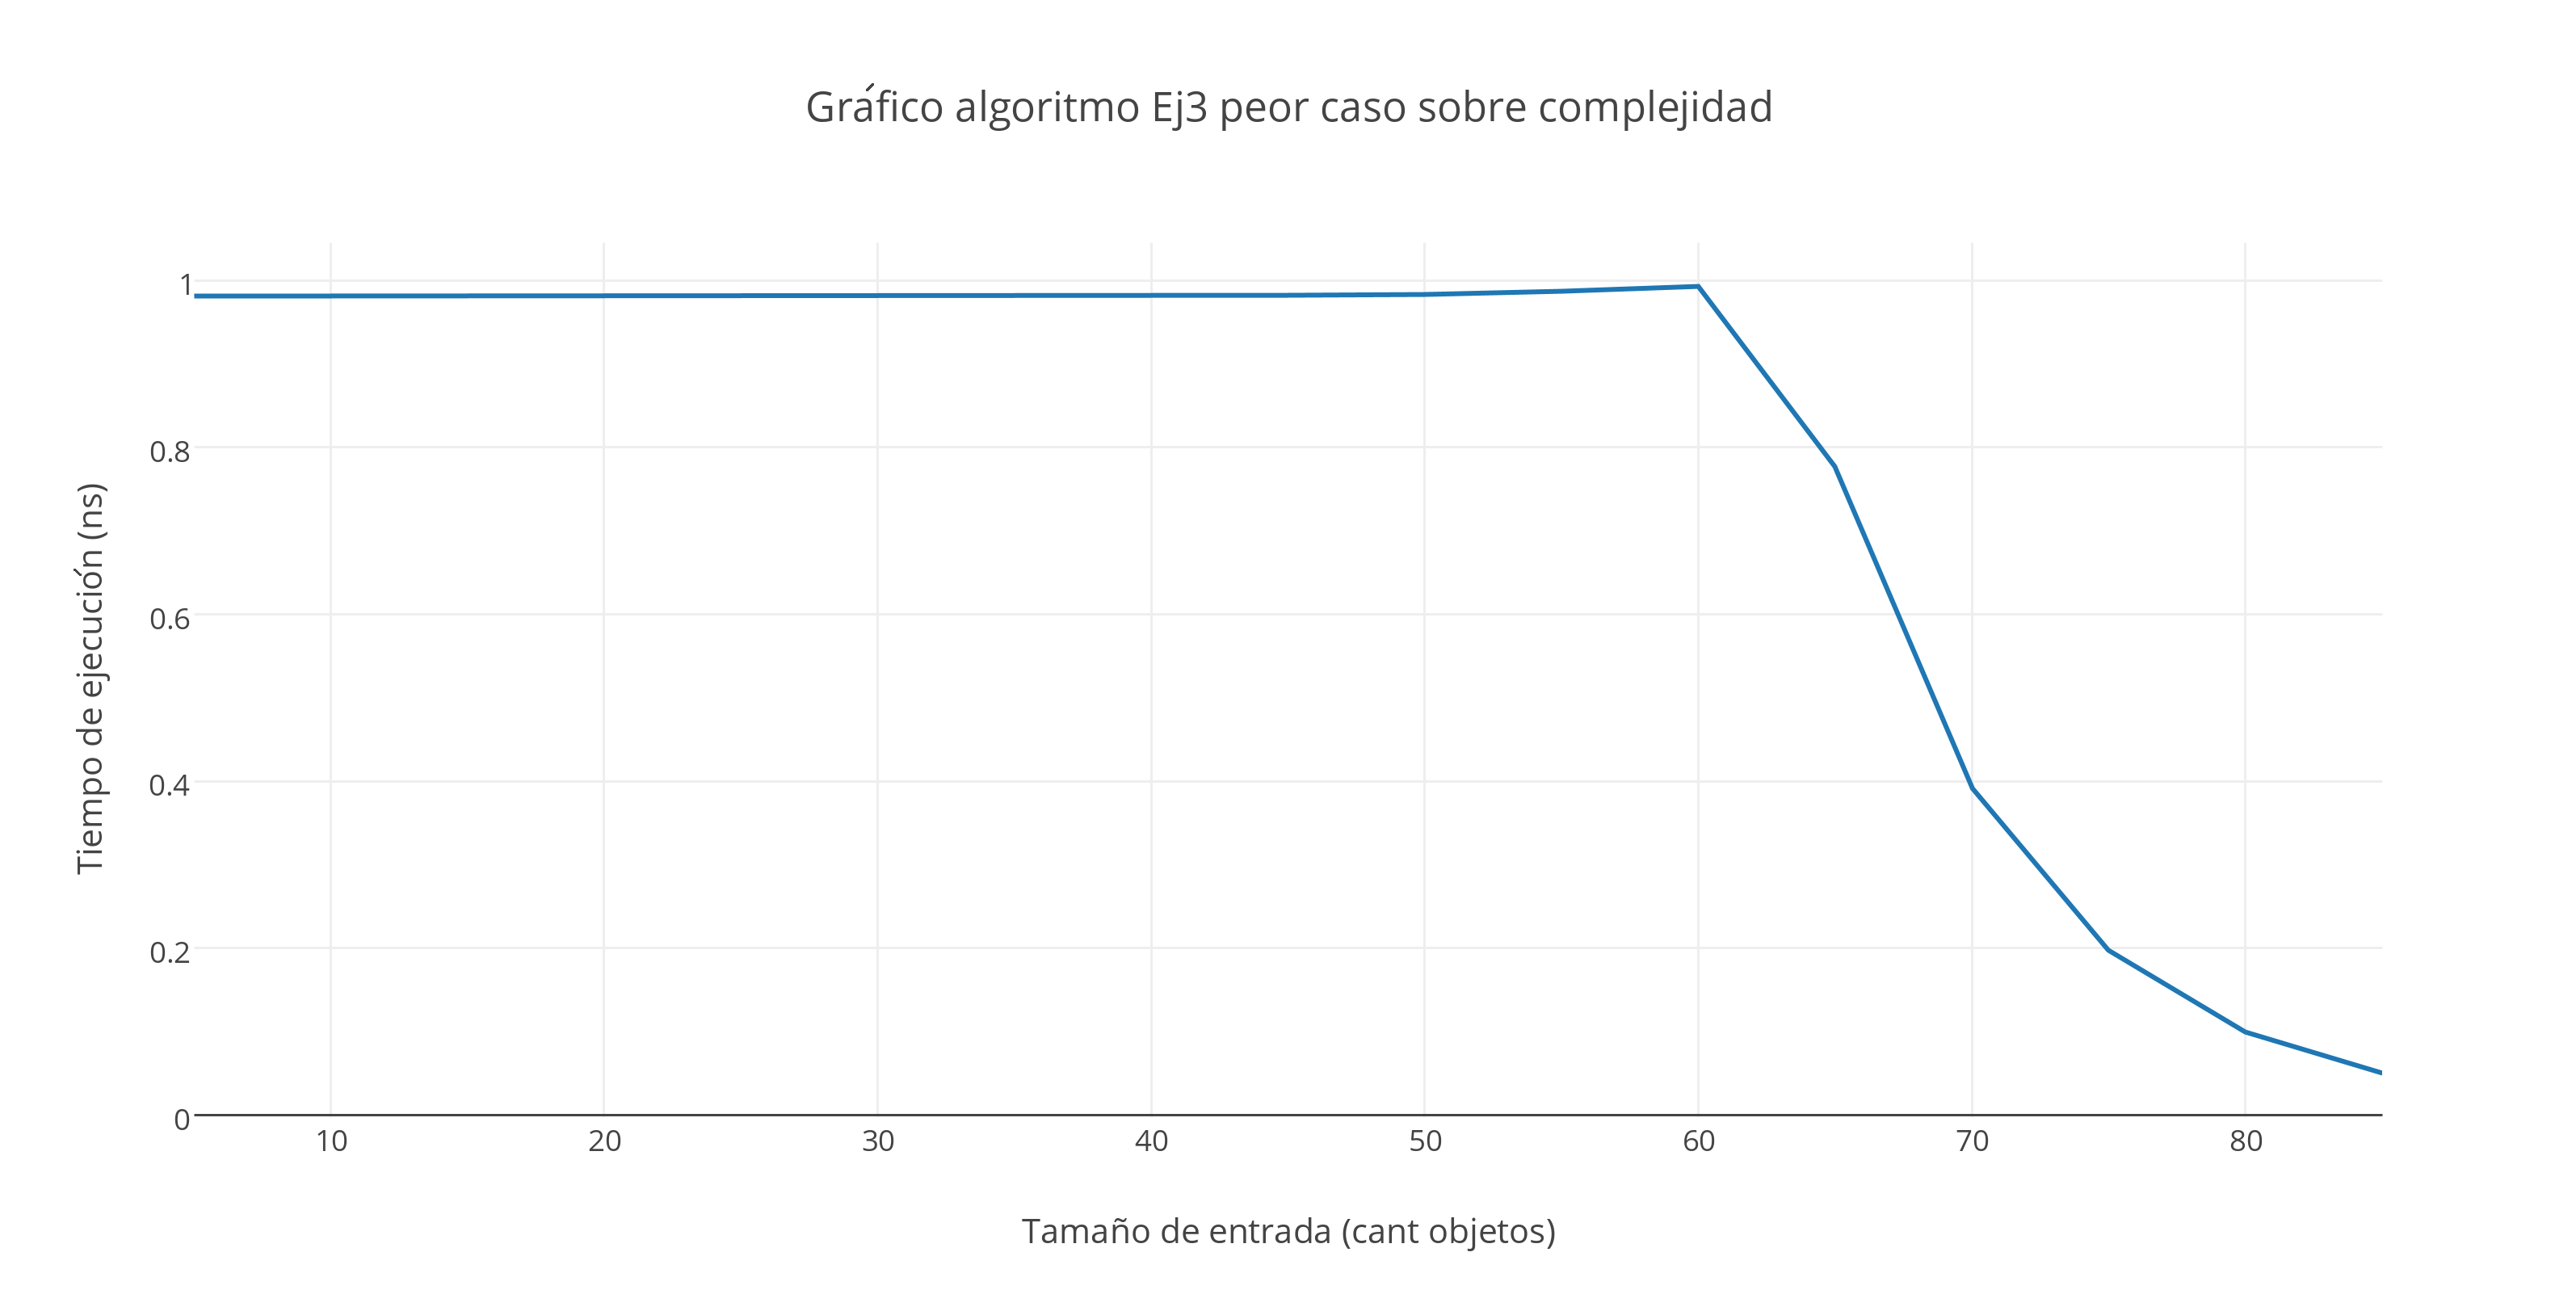 Gráfico algoritmo Ej3 peor caso sobre complejidad
Tiempo de ejecución (ns)
1
0.8
0.6
0.4
0.2
0
10 20 30 40 50 60 70 80
Tamaño de entrada (cant objetos)